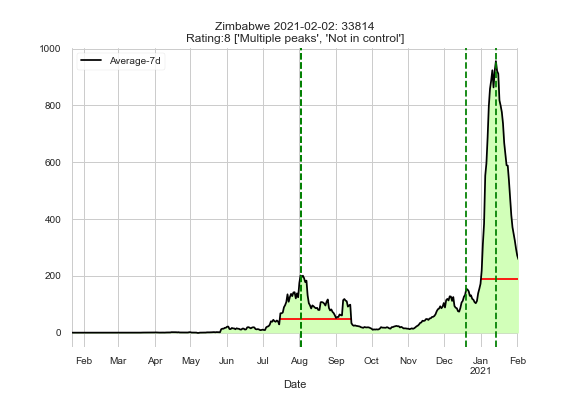 Zimbabwe 2021-02-02: 33814
Rating:8 ['Multiple peaks', 'Not in control']
Average-7d
1000
800
600
400
200
0
Feb Mar Apr May Jun Jul Aug Sep Oct Nov Dec Jan Feb
2021
Date